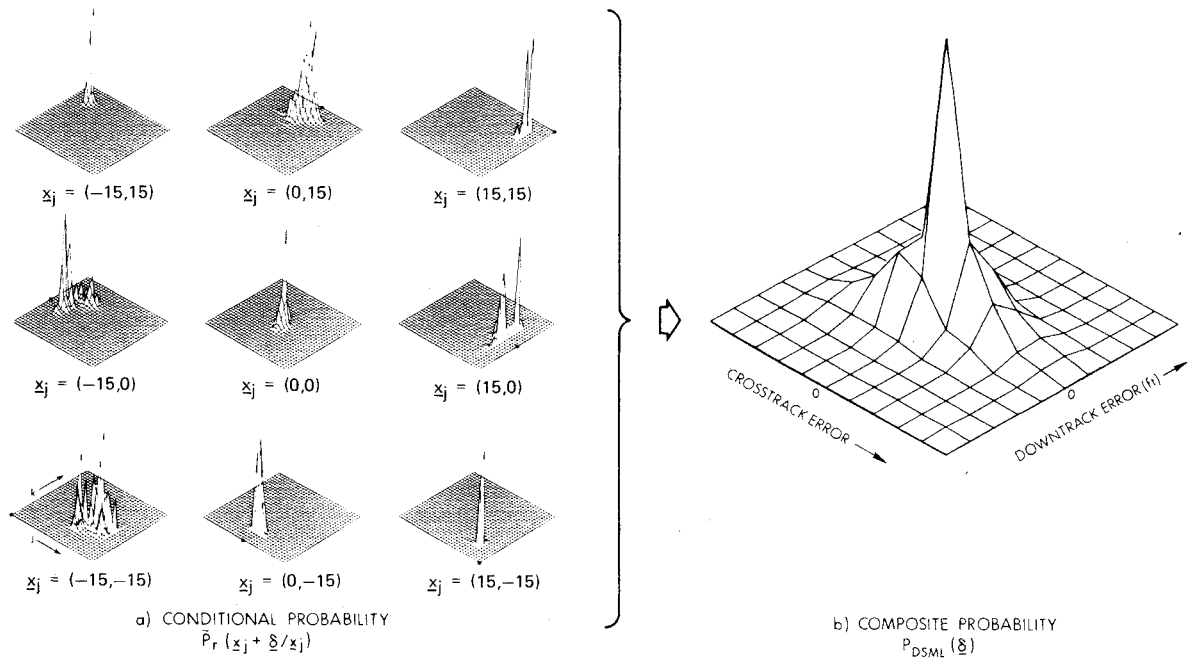 x_j = (−15,15)
x_j = (0,15)
x_j = (15,15)
x_j = (−15,0)
x_j = (0,0)
x_j = (15,0)
k
j
x_j = (−15,−15)
x_j = (0,−15)
x_j = (15,−15)
a) CONDITIONAL PROBABILITY
P̄_r (x_j + δ/x_j)
CROSSTRACK ERROR
0
0
DOWNTRACK ERROR (ft)
b) COMPOSITE PROBABILITY
P_DSML (δ)